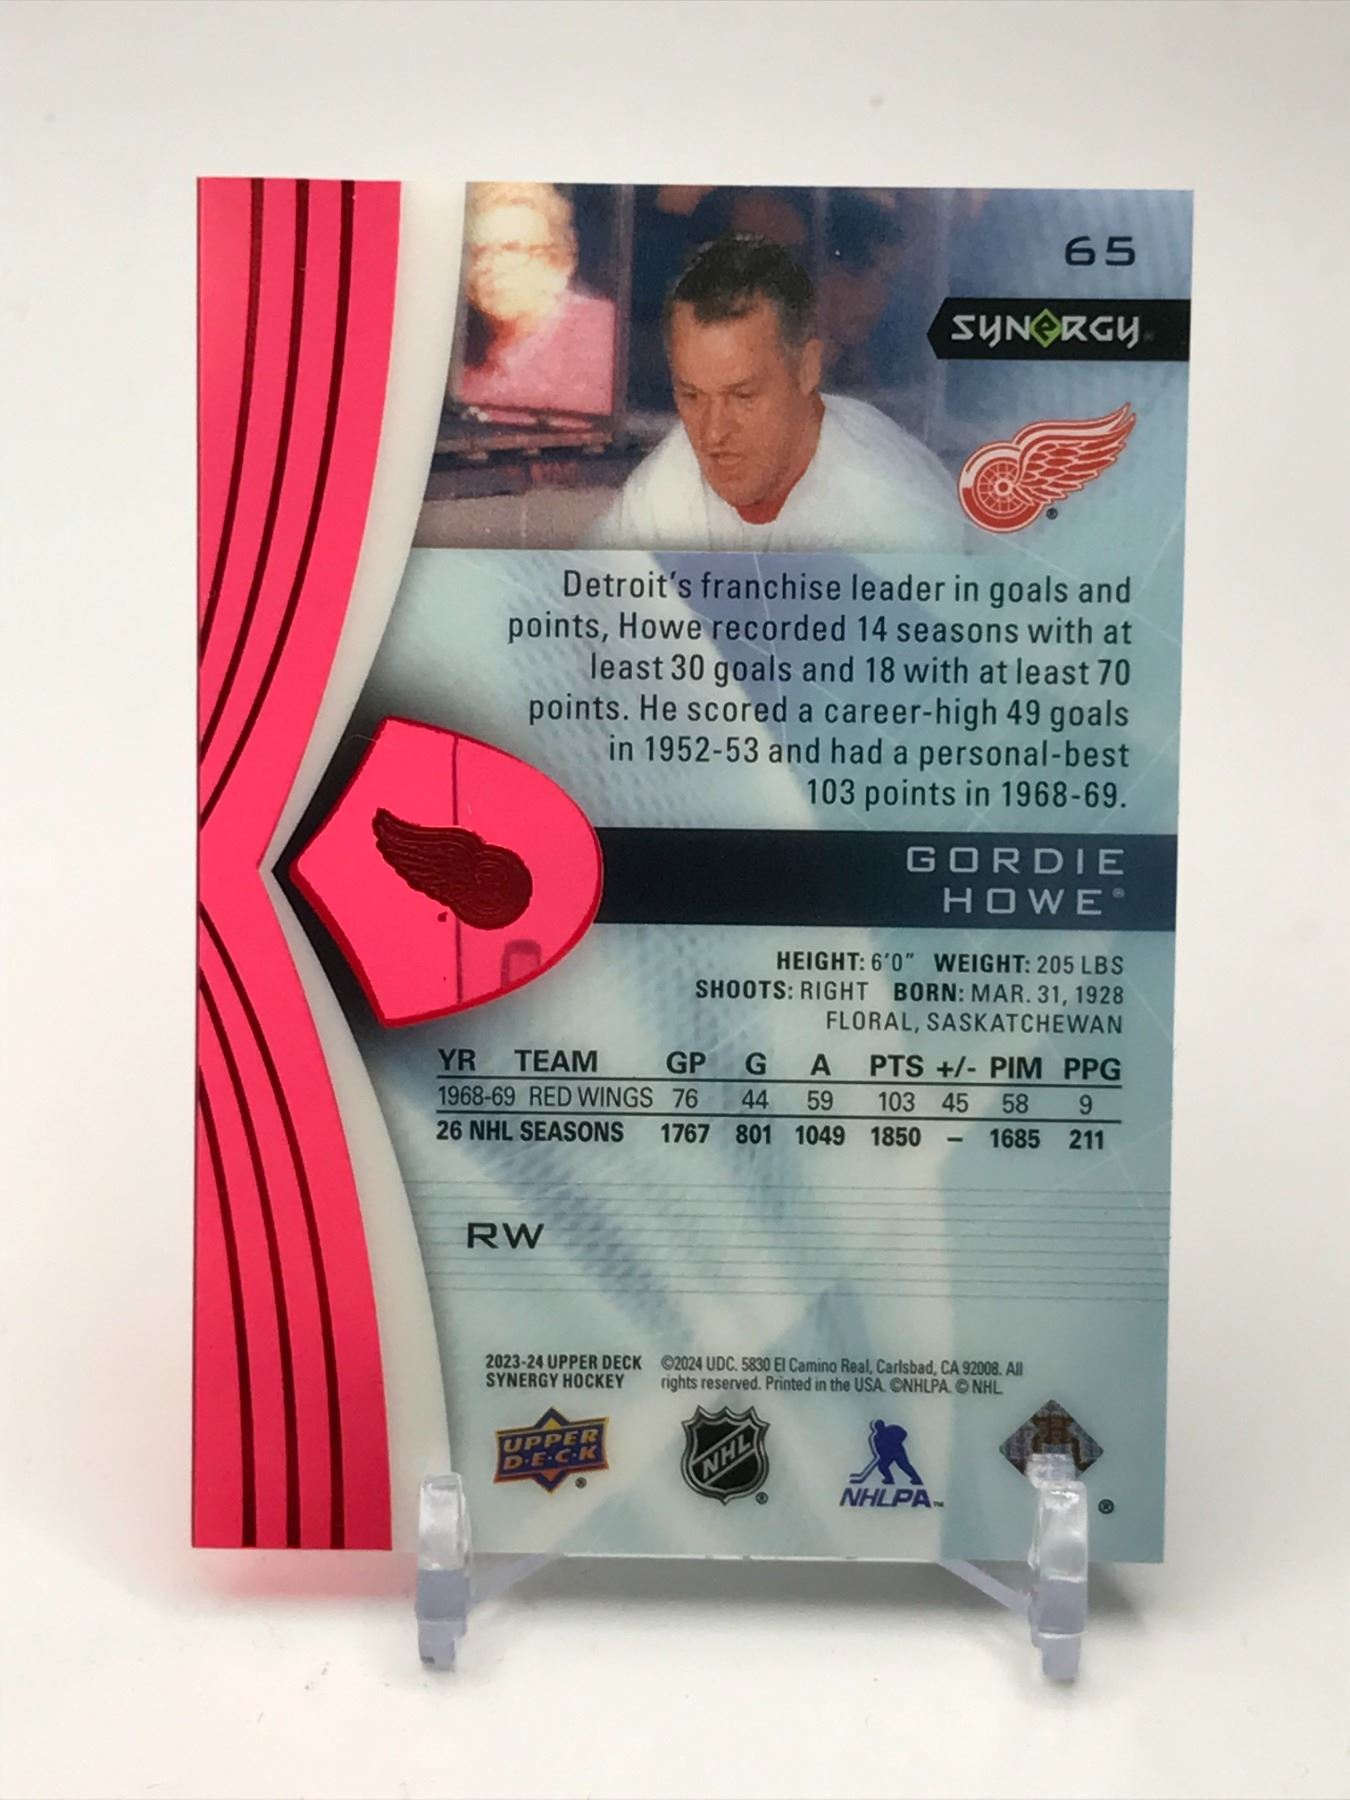 65
SYNERGY
®
Detroit's franchise leader in goals and
points, Howe recorded 14 seasons with at
least 30 goals and 18 with at least 70
points. He scored a career-high 49 goals
in 1952-53 and had a personal-best
103 points in 1968-69.
GORDIE
HOWE®
HEIGHT: 6'0" WEIGHT: 205 LBS
SHOOTS: RIGHT BORN: MAR. 31, 1928
FLORAL, SASKATCHEWAN
YR TEAM GP G A PTS +/- PIM PPG
1968-69 RED WINGS 76 44 59 103 45 58 9
26 NHL SEASONS 1767 801 1049 1850 – 1685 211
RW
2023-24 UPPER DECK
SYNERGY HOCKEY
©2024 UDC. 5830 El Camino Real, Carlsbad, CA 92008. All
rights reserved. Printed in the USA. ©NHLPA. © NHL.
UPPER
D•E•C•K
®
NHL
®
NHLPA™
®